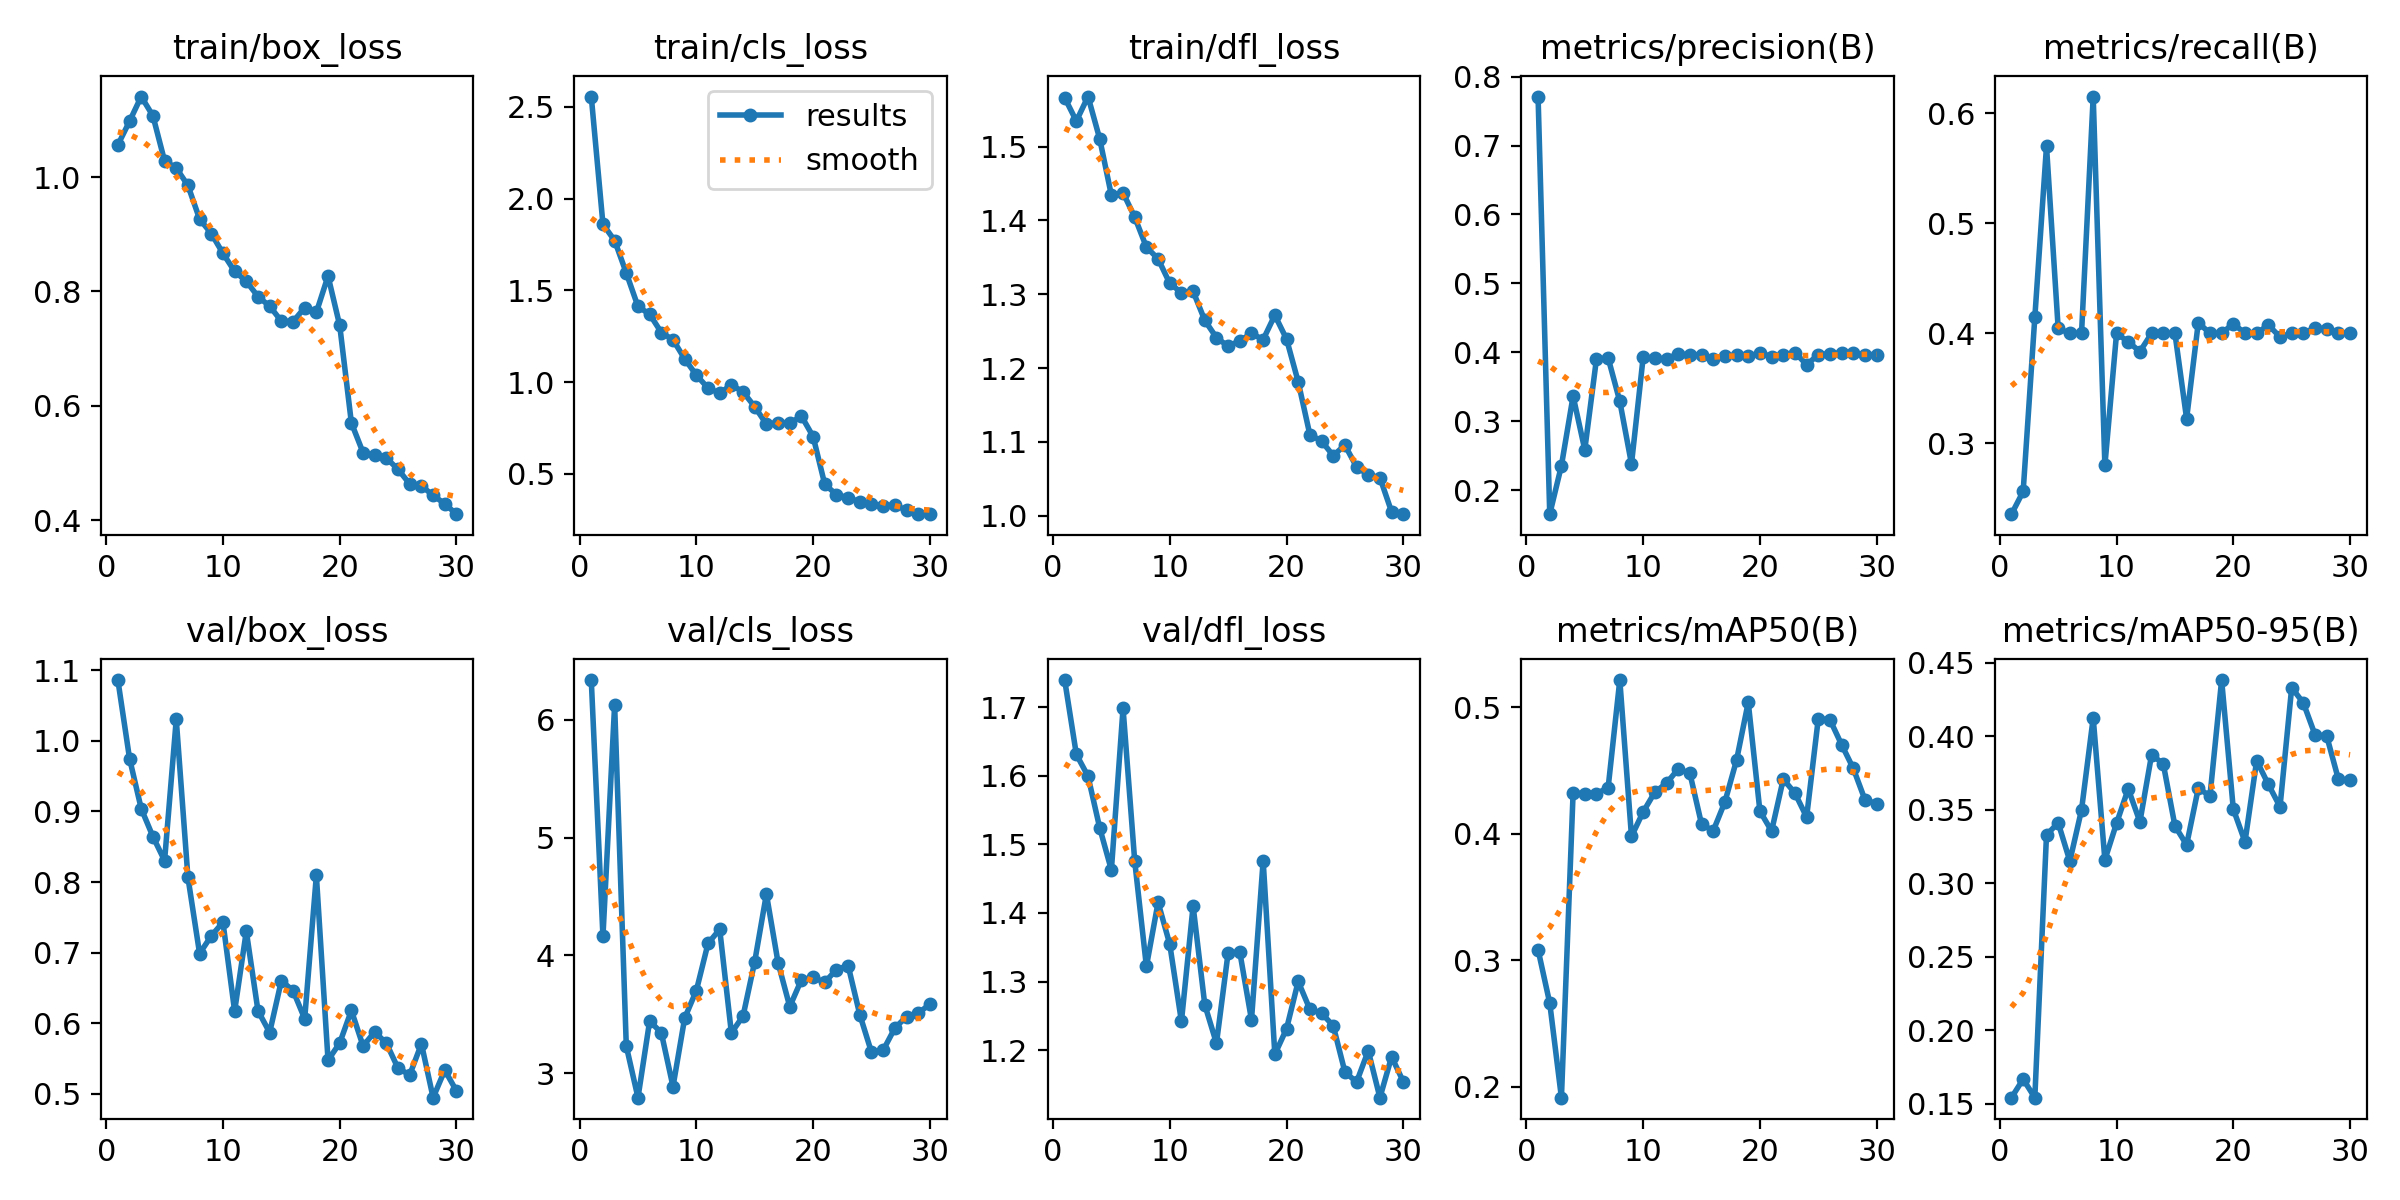 train/box_loss
1.0
0.8
0.6
0.4
0 10 20 30
train/cls_loss
results
smooth
2.5
2.0
1.5
1.0
0.5
0 10 20 30
train/dfl_loss
1.5
1.4
1.3
1.2
1.1
1.0
0 10 20 30
metrics/precision(B)
0.8
0.7
0.6
0.5
0.4
0.3
0.2
0 10 20 30
metrics/recall(B)
0.6
0.5
0.4
0.3
0 10 20 30
val/box_loss
1.1
1.0
0.9
0.8
0.7
0.6
0.5
0 10 20 30
val/cls_loss
6
5
4
3
0 10 20 30
val/dfl_loss
1.7
1.6
1.5
1.4
1.3
1.2
0 10 20 30
metrics/mAP50(B)
0.5
0.4
0.3
0.2
0 10 20 30
metrics/mAP50-95(B)
0.45
0.40
0.35
0.30
0.25
0.20
0.15
0 10 20 30